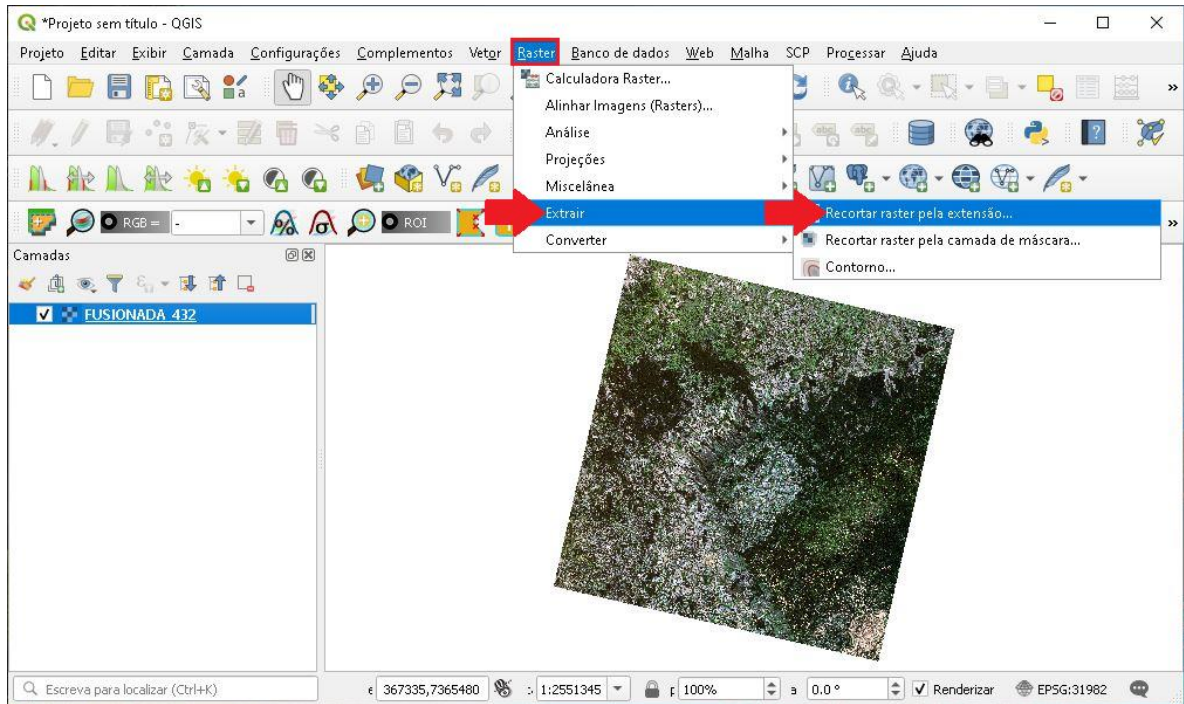 *Projeto sem título - QGIS
Projeto Editar Exibir Camada Configurações Complementos Vetor Raster Banco de dados Web Malha SCP Processar Ajuda
Calculadora Raster...
Alinhar Imagens (Rasters)...
Análise
Projeções
Miscelânea
Extrair
Recortar raster pela extensão...
RGB = -
ROI
Converter
Recortar raster pela camada de máscara...
Contorno...
Camadas
FUSIONADA_432
Escreva para localizar (Ctrl+K)
367335,7365480
1:2551345
100%
0.0 °
Renderizar
EPSG:31982